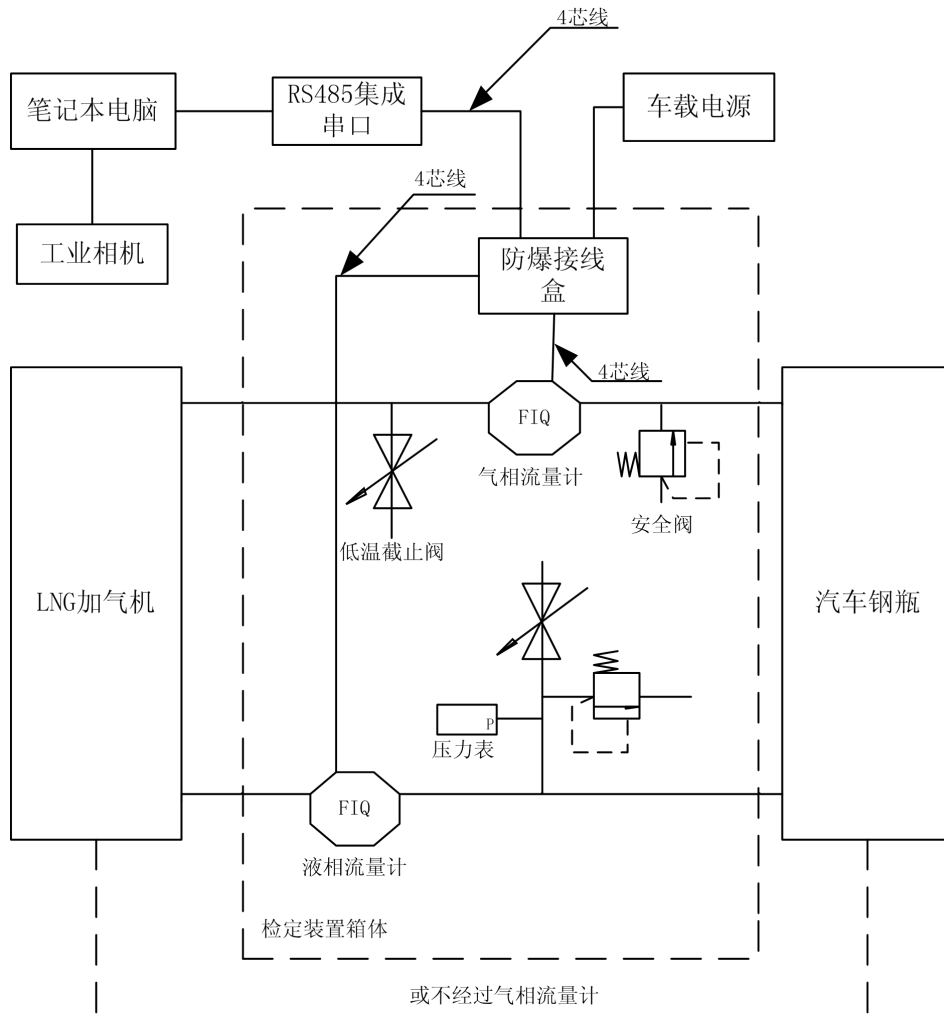 4芯线
笔记本电脑
RS485集成
串口
车载电源
4芯线
工业相机
防爆接线
盒
4芯线
FIQ
气相流量计
安全阀
低温截止阀
LNG加气机
汽车钢瓶
P
压力表
FIQ
液相流量计
检定装置箱体
或不经过气相流量计